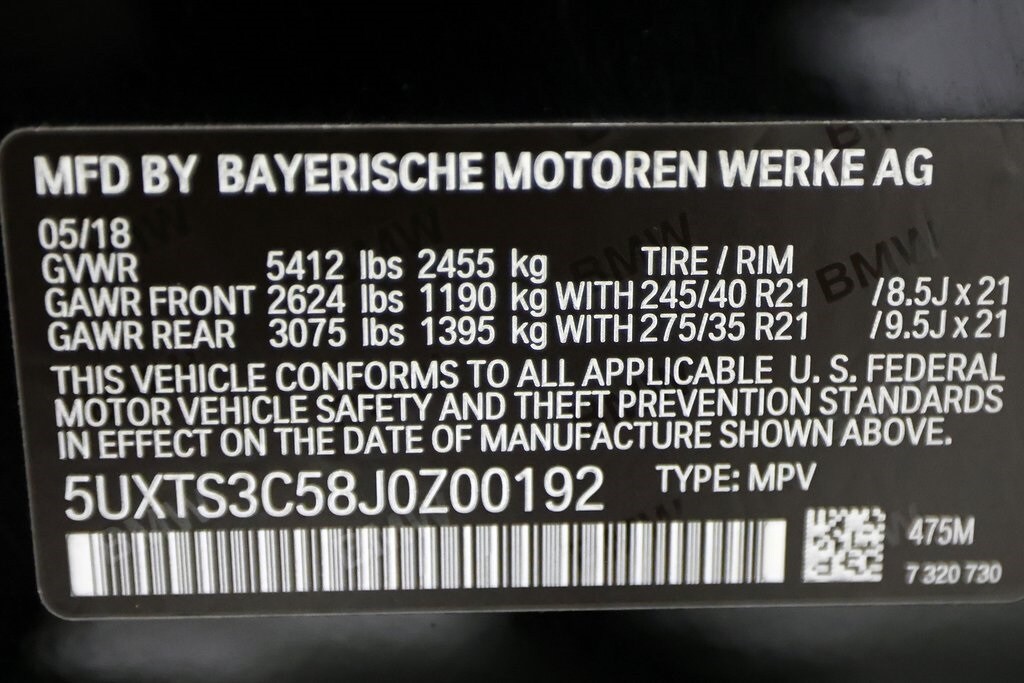 MFD BY BAYERISCHE MOTOREN WERKE AG
05/18
GVWR 5412 lbs 2455 kg TIRE / RIM
GAWR FRONT 2624 lbs 1190 kg WITH 245/40 R21 /8.5J x 21
GAWR REAR 3075 lbs 1395 kg WITH 275/35 R21 /9.5J x 21
THIS VEHICLE CONFORMS TO ALL APPLICABLE U. S. FEDERAL
MOTOR VEHICLE SAFETY AND THEFT PREVENTION STANDARDS
IN EFFECT ON THE DATE OF MANUFACTURE SHOWN ABOVE.
5UXTS3C58J0Z00192 TYPE: MPV
475M
7 320 730
BMW